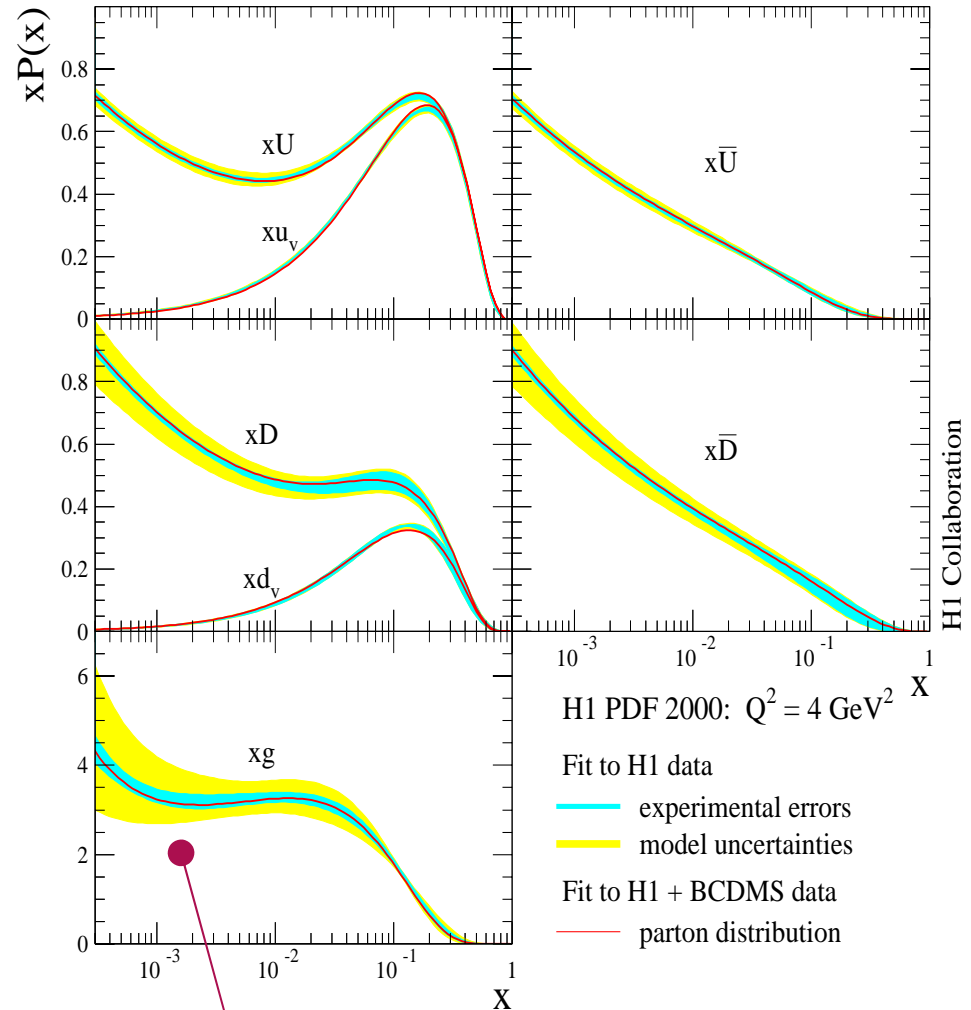 xP(x)
0.8
0.6
0.4
0.2
0
xU
xu_v
xU̅
0.8
0.6
0.4
0.2
0
xD
xd_v
xD̅
10^-3 10^-2 10^-1 1
x
H1 Collaboration
6
4
2
0
xg
10^-3 10^-2 10^-1 1
x
H1 PDF 2000: Q^2 = 4 GeV^2
Fit to H1 data
experimental errors
model uncertainties
Fit to H1 + BCDMS data
parton distribution